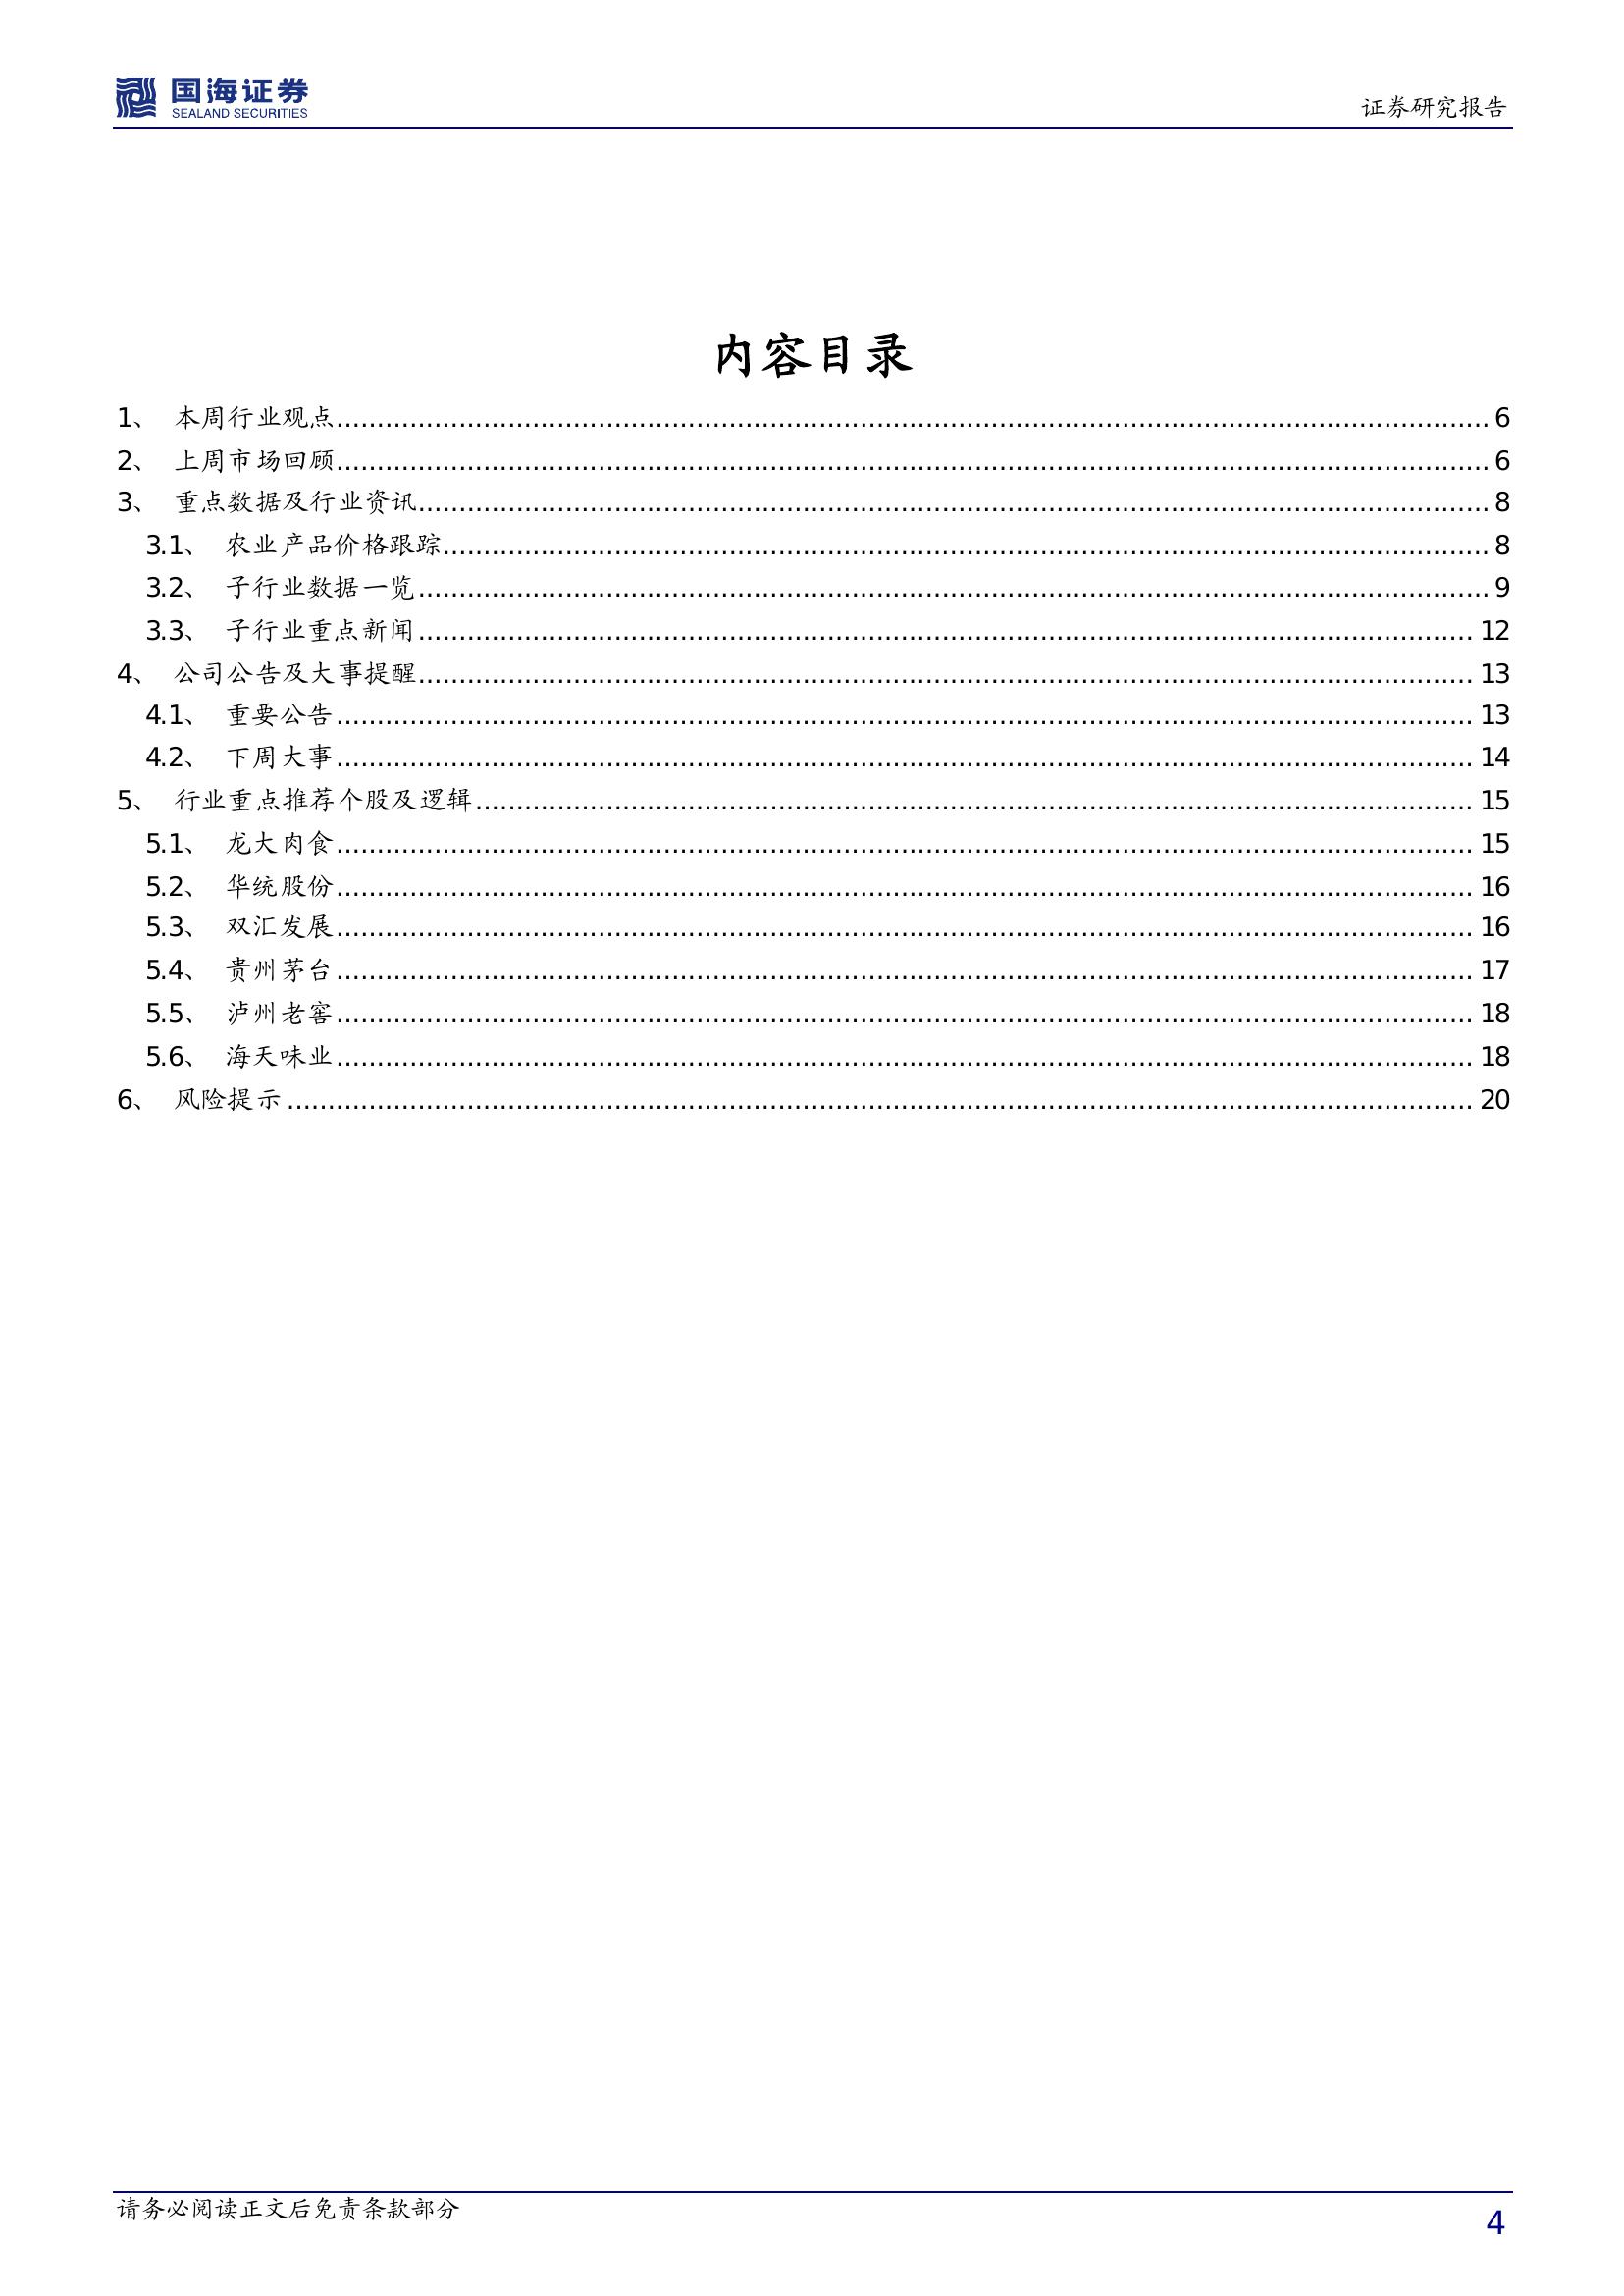 国海证券
SEALAND SECURITIES
证券研究报告
内容目录
1、 本周行业观点........................................ 6
2、 上周市场回顾........................................ 6
3、 重点数据及行业资讯........................................ 8
3.1、 农业产品价格跟踪........................................ 8
3.2、 子行业数据一览........................................ 9
3.3、 子行业重点新闻........................................ 12
4、 公司公告及大事提醒........................................ 13
4.1、 重要公告........................................ 13
4.2、 下周大事........................................ 14
5、 行业重点推荐个股及逻辑........................................ 15
5.1、 龙大肉食........................................ 15
5.2、 华统股份........................................ 16
5.3、 双汇发展........................................ 16
5.4、 贵州茅台........................................ 17
5.5、 泸州老窖........................................ 18
5.6、 海天味业........................................ 18
6、 风险提示........................................ 20
请务必阅读正文后免责条款部分
4